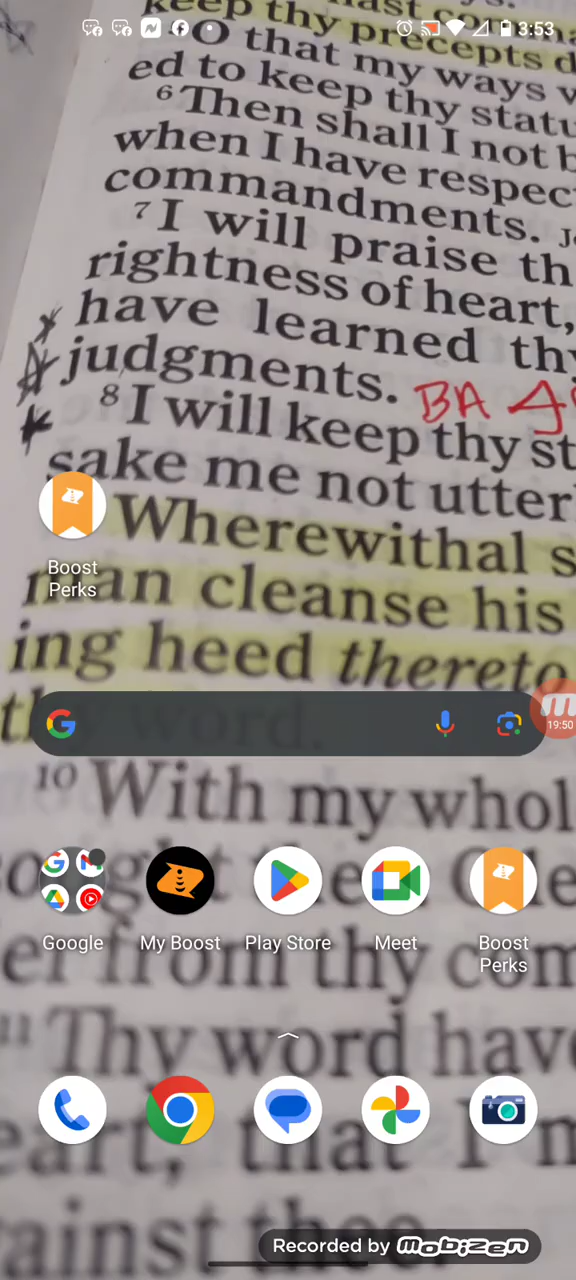 3:53
keep thy precepts d
so that my ways w
ed to keep thy statu
6 Then shall I not b
when I have respec
commandments.
7 I will praise th
rightness of heart,
have learned thy
judgments. BA
8 I will keep thy st
sake me not utter
Wherewithal s
man cleanse his
ing heed thereto
thy word.
10 With my whol
11 Thy word have
eart, that I m
ainst thee.
Boost
Perks
19:50
Google
My Boost
Play Store
Meet
Boost
Perks
Recorded by mobizen